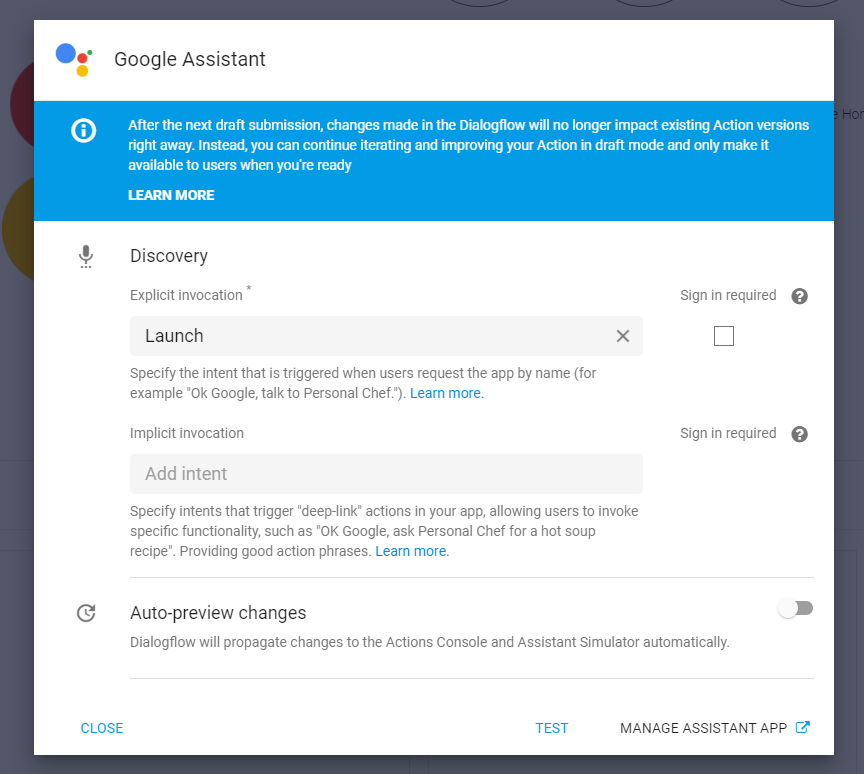 Google Assistant
After the next draft submission, changes made in the Dialogflow will no longer impact existing Action versions
right away. Instead, you can continue iterating and improving your Action in draft mode and only make it
available to users when you're ready
LEARN MORE
Discovery
Explicit invocation *
Sign in required
Launch
Specify the intent that is triggered when users request the app by name (for
example "Ok Google, talk to Personal Chef."). Learn more.
Implicit invocation
Sign in required
Add intent
Specify intents that trigger "deep-link" actions in your app, allowing users to invoke
specific functionality, such as "OK Google, ask Personal Chef for a hot soup
recipe". Providing good action phrases. Learn more.
Auto-preview changes
Dialogflow will propagate changes to the Actions Console and Assistant Simulator automatically.
CLOSE
TEST
MANAGE ASSISTANT APP